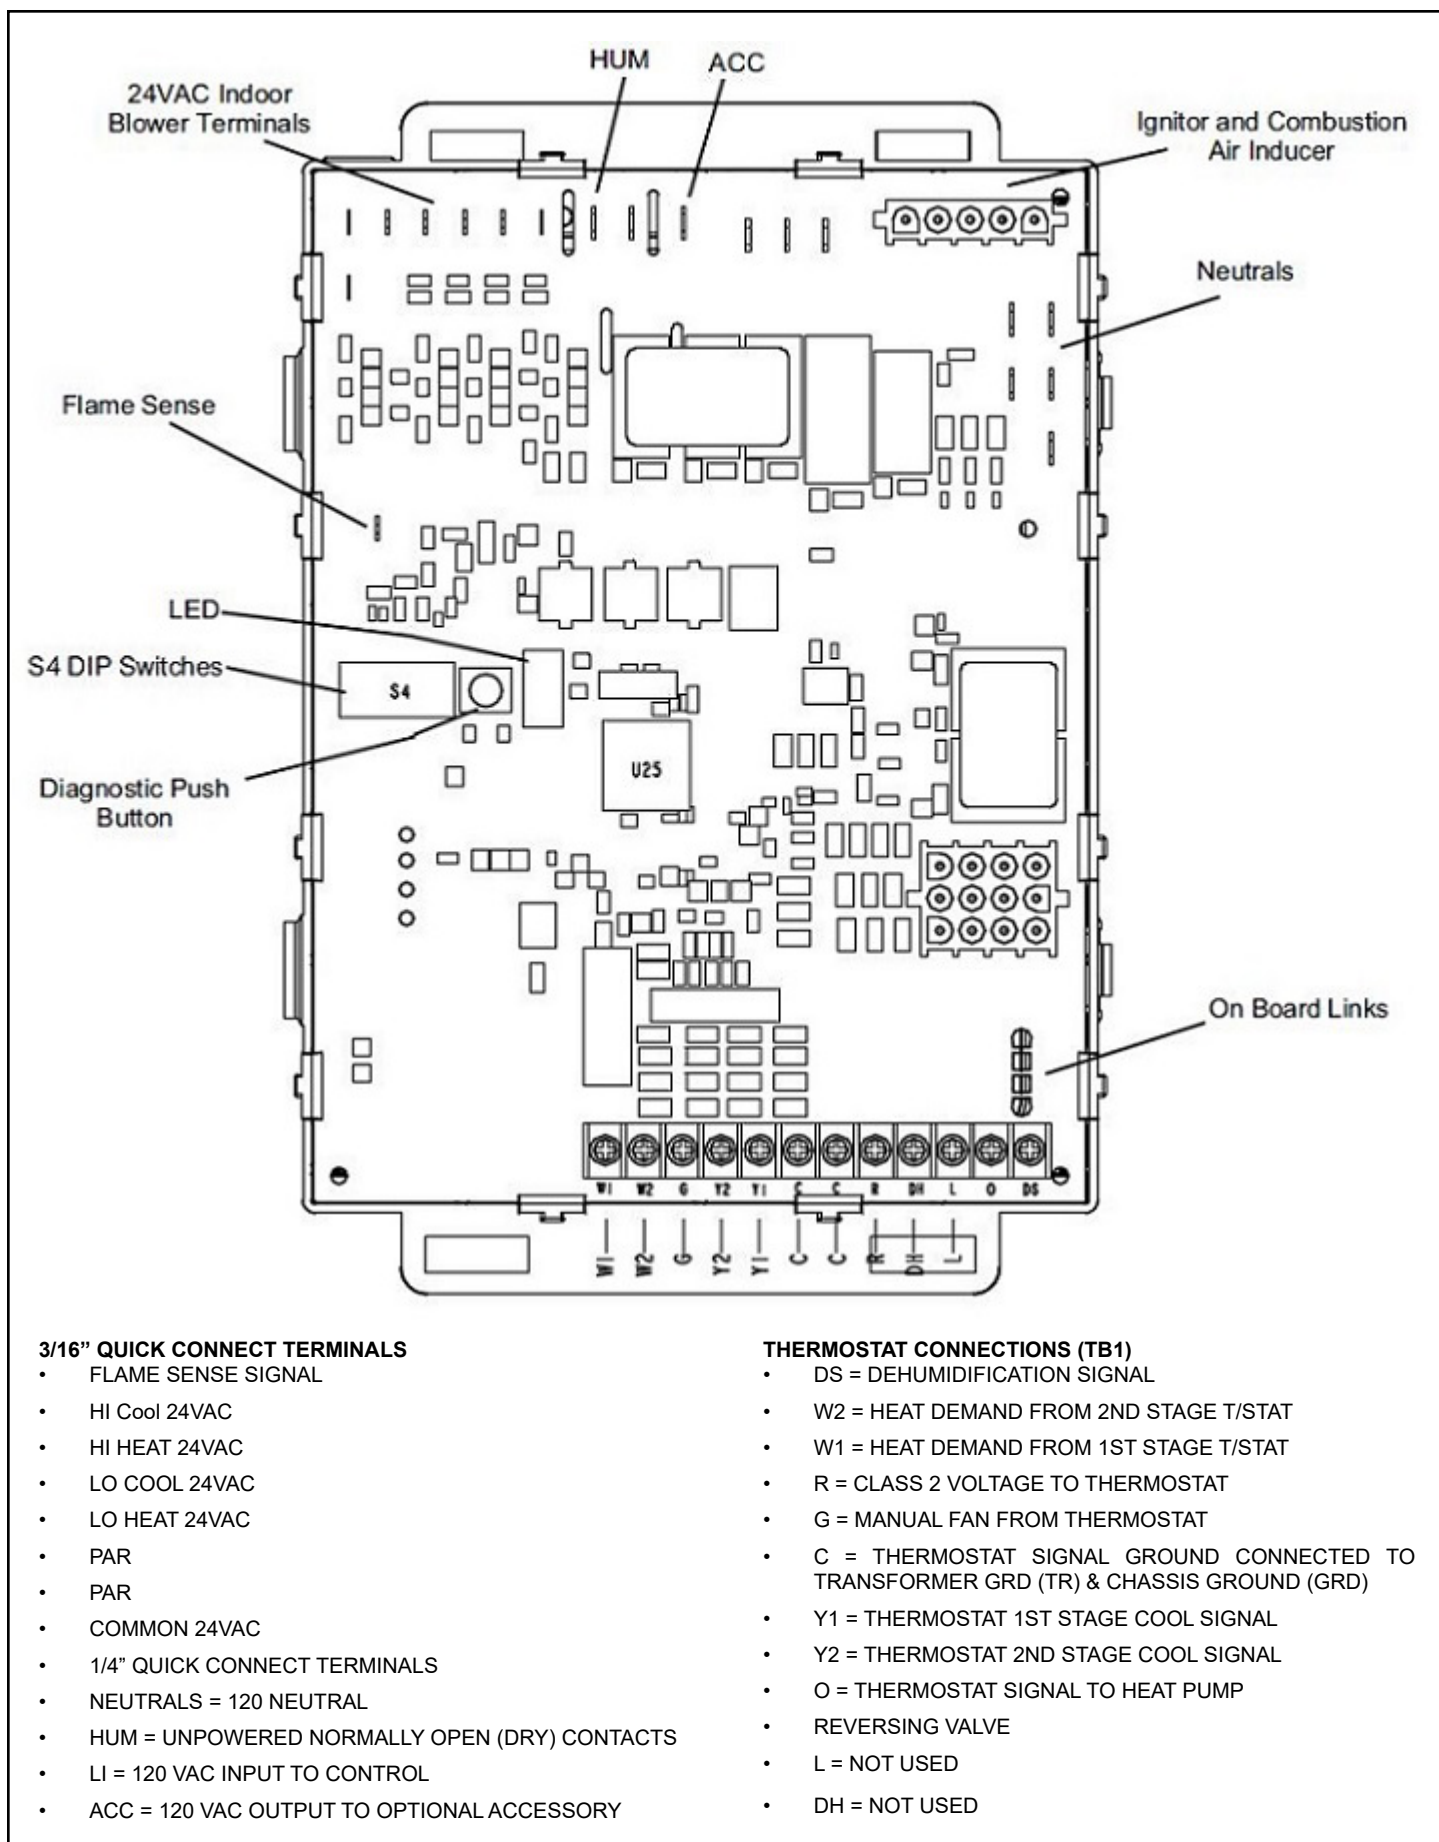 HUM
ACC
24VAC Indoor
Blower Terminals
Ignitor and Combustion
Air Inducer
Neutrals
Flame Sense
LED
S4 DIP Switches
S4
U25
Diagnostic Push
Button
On Board Links
W1 W2 G Y2 Y1 C C R DH L O DS
W1 W2 G Y2 Y1 C C R DH L
3/16” QUICK CONNECT TERMINALS
• FLAME SENSE SIGNAL
• HI Cool 24VAC
• HI HEAT 24VAC
• LO COOL 24VAC
• LO HEAT 24VAC
• PAR
• PAR
• COMMON 24VAC
• 1/4” QUICK CONNECT TERMINALS
• NEUTRALS = 120 NEUTRAL
• HUM = UNPOWERED NORMALLY OPEN (DRY) CONTACTS
• LI = 120 VAC INPUT TO CONTROL
• ACC = 120 VAC OUTPUT TO OPTIONAL ACCESSORY
THERMOSTAT CONNECTIONS (TB1)
• DS = DEHUMIDIFICATION SIGNAL
• W2 = HEAT DEMAND FROM 2ND STAGE T/STAT
• W1 = HEAT DEMAND FROM 1ST STAGE T/STAT
• R = CLASS 2 VOLTAGE TO THERMOSTAT
• G = MANUAL FAN FROM THERMOSTAT
• C = THERMOSTAT SIGNAL GROUND CONNECTED TO
TRANSFORMER GRD (TR) & CHASSIS GROUND (GRD)
• Y1 = THERMOSTAT 1ST STAGE COOL SIGNAL
• Y2 = THERMOSTAT 2ND STAGE COOL SIGNAL
• O = THERMOSTAT SIGNAL TO HEAT PUMP
• REVERSING VALVE
• L = NOT USED
• DH = NOT USED